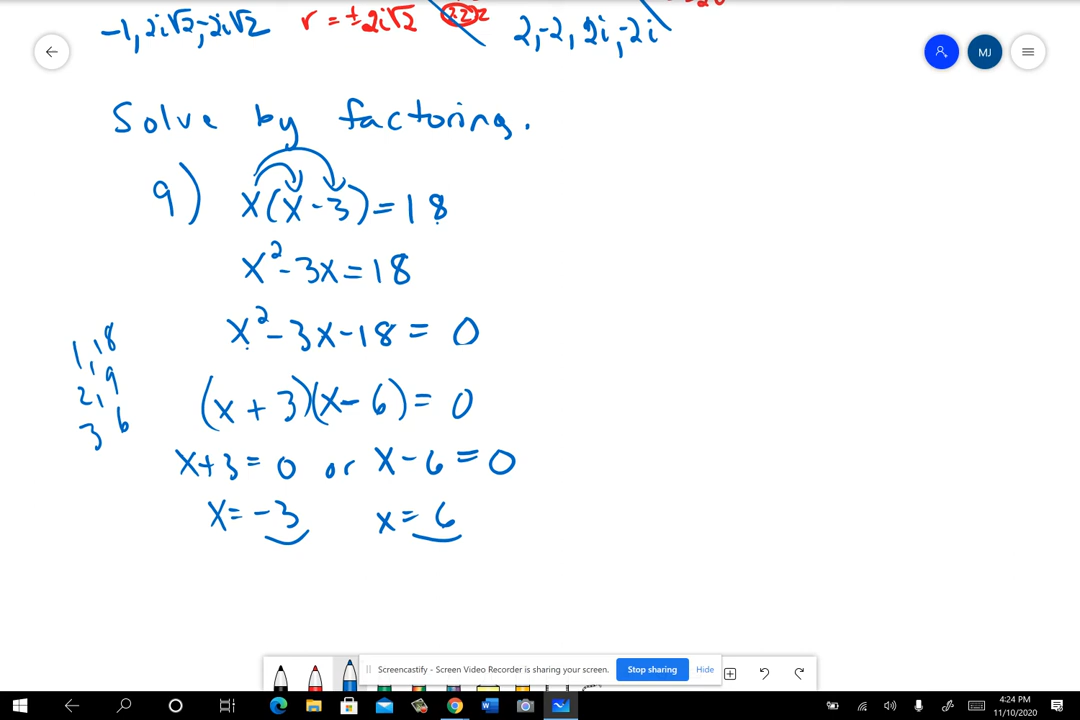 -1, 2i√2, -2i√2 r = ±2i√2 2, -2, 2i, -2i
MJ
Solve by factoring.
9) x(x-3)=18
x²-3x=18
x²-3x-18=0
1, 18
2, 9
3 6
(x+3)(x-6)=0
x+3=0 or x-6=0
x=-3 x=6
Screencastify - Screen Video Recorder is sharing your screen. Stop sharing Hide
4:24 PM
11/10/2020